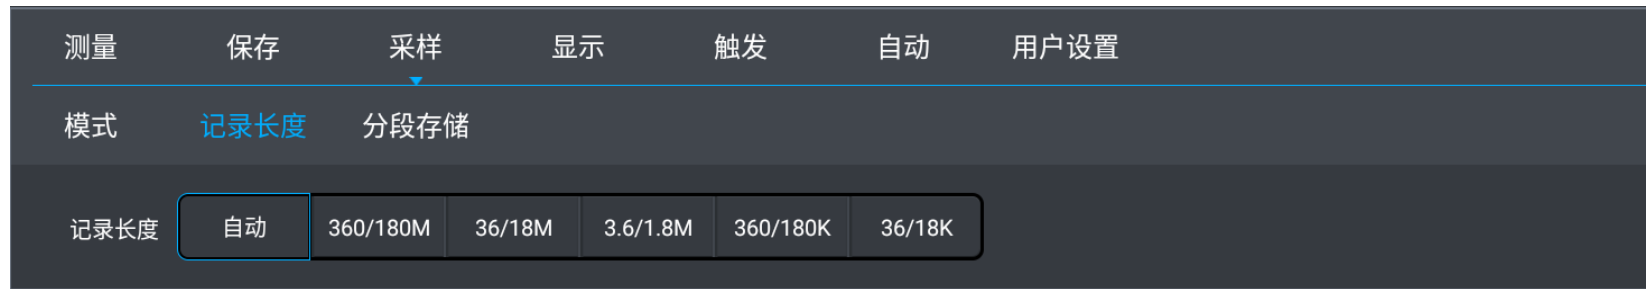 测量 保存 采样 显示 触发 自动 用户设置
模式 记录长度 分段存储
记录长度 自动 360/180M 36/18M 3.6/1.8M 360/180K 36/18K